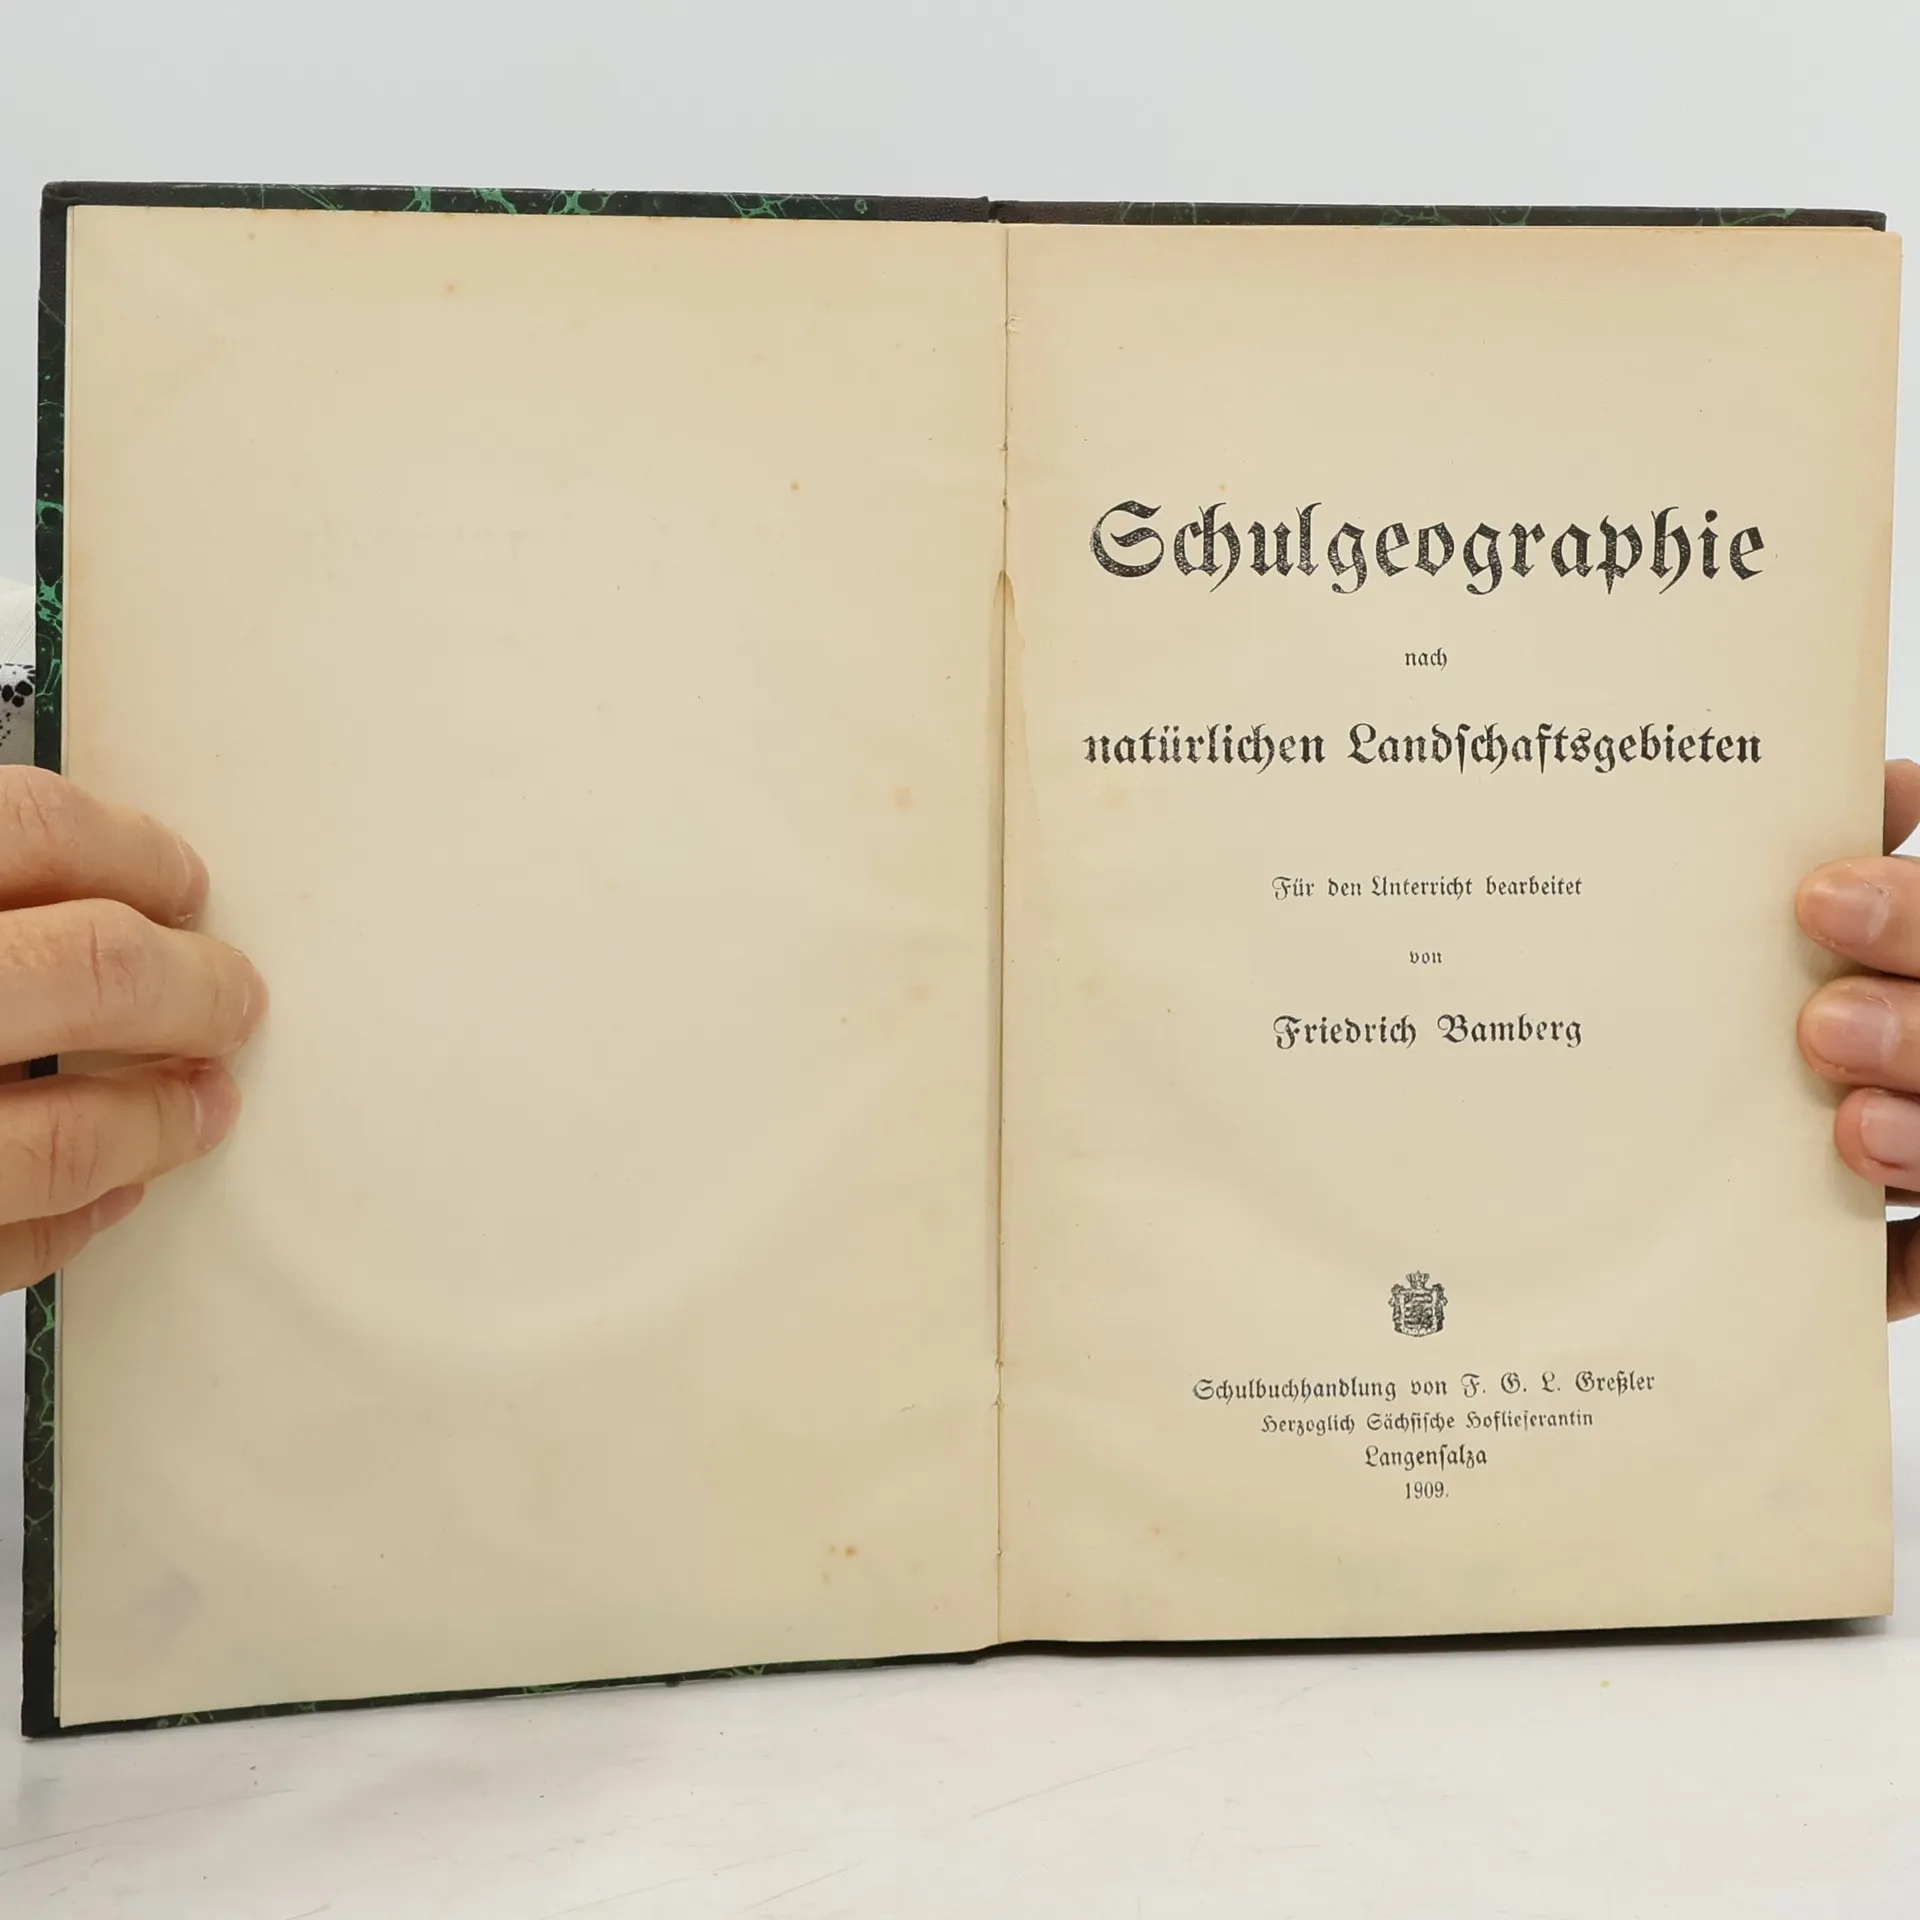 Schulgeographie
nach
natürlichen Landſchaftsgebieten
Für den Unterricht bearbeitet
von
Friedrich Bamberg
Schulbuchhandlung von F. G. L. Greßler
Herzoglich Sächſiſche Hoflieferantin
Langenſalza
1909.